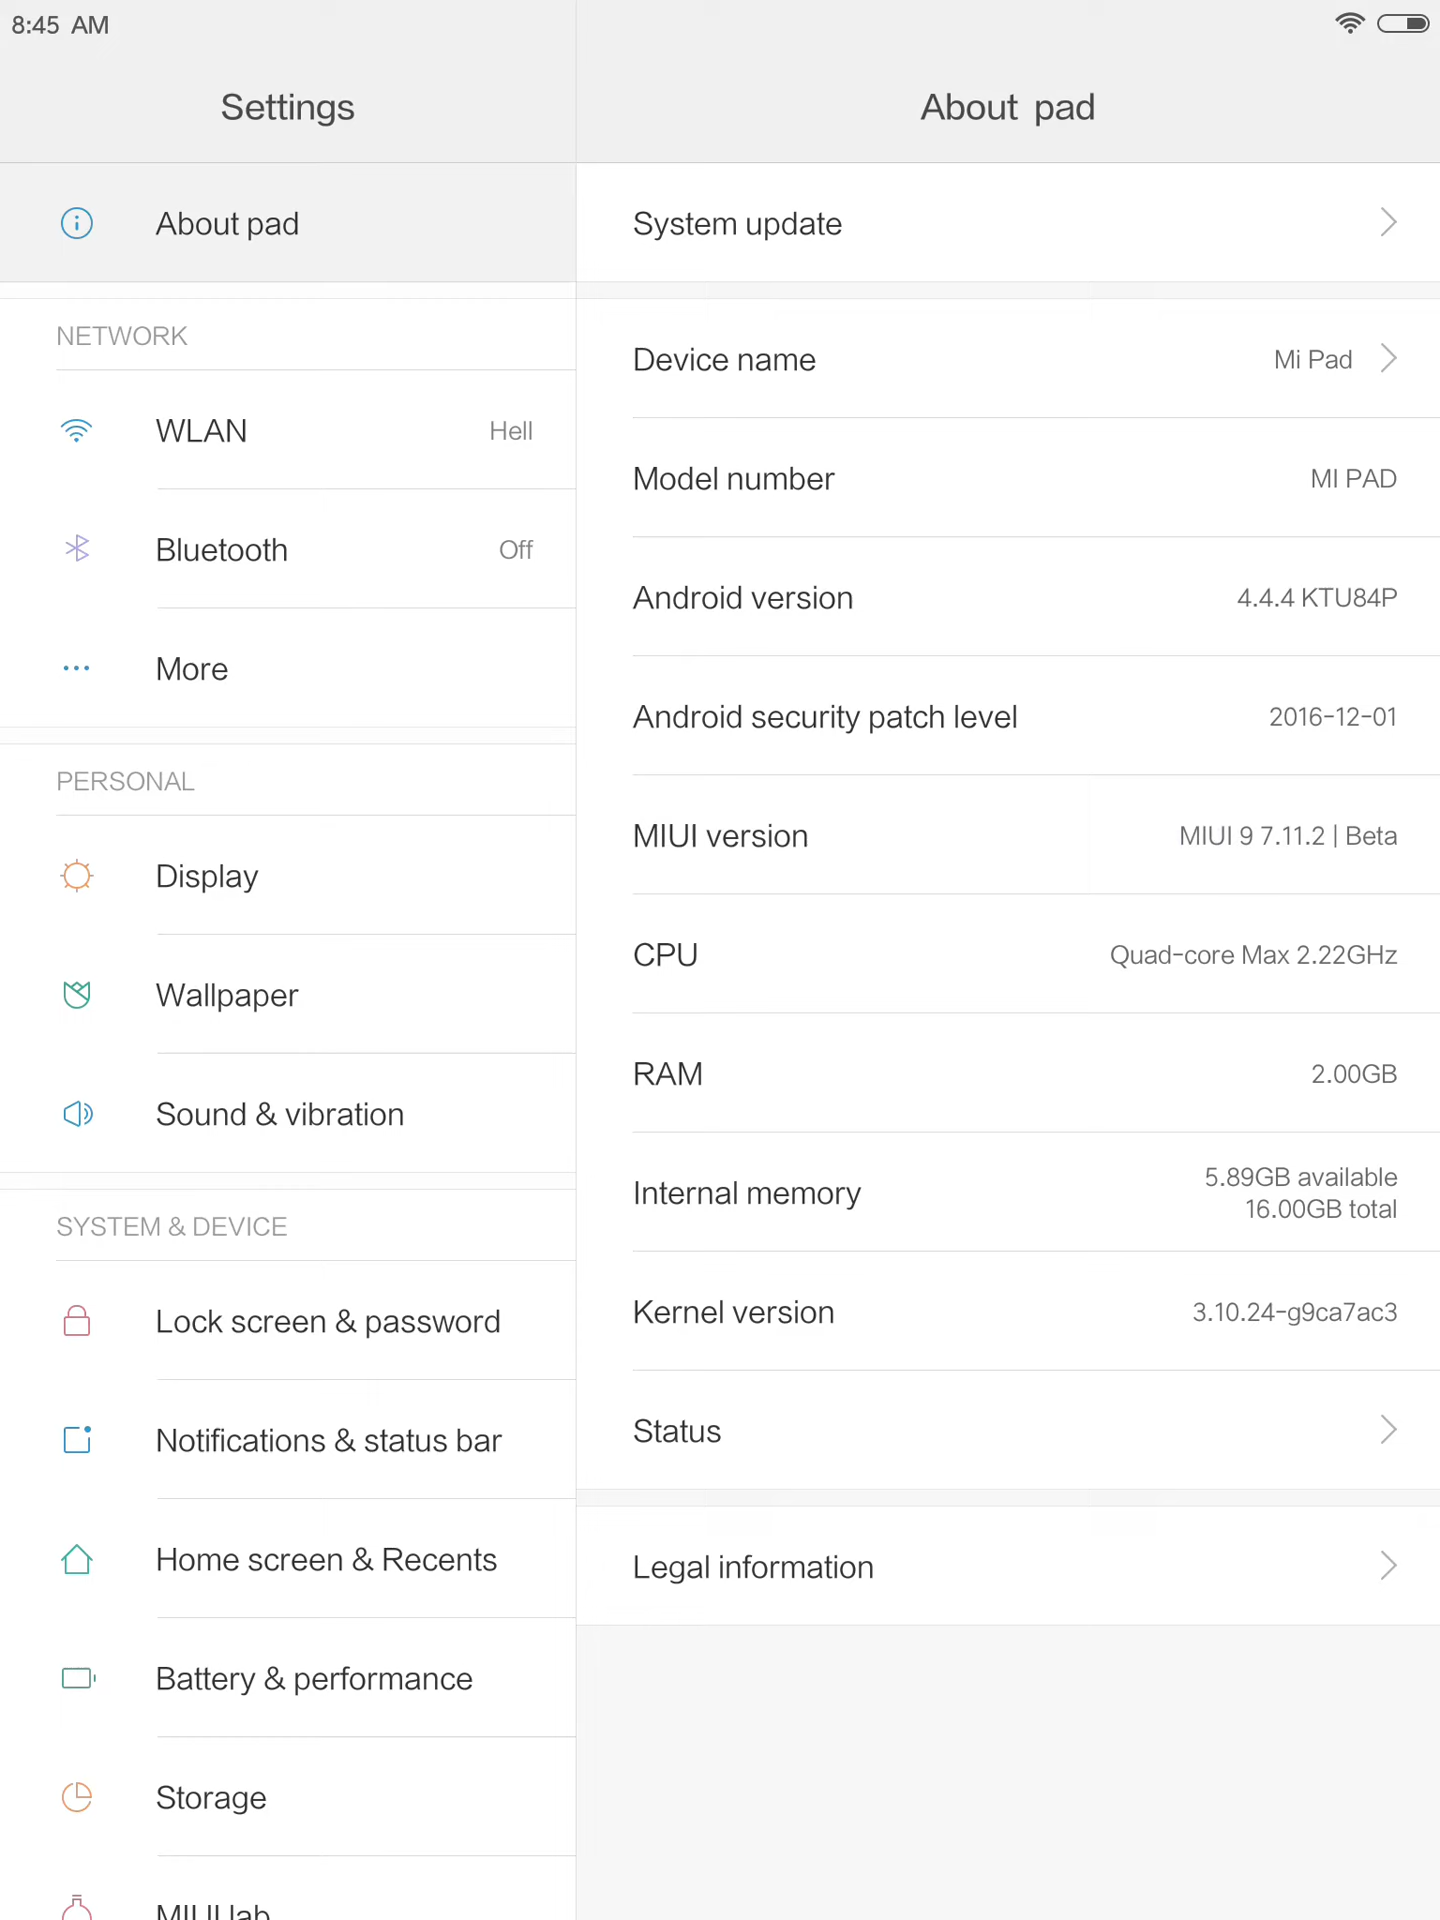 8:45 AM
Settings
About pad
About pad
NETWORK
WLAN Hell
Bluetooth Off
More
PERSONAL
Display
Wallpaper
Sound & vibration
SYSTEM & DEVICE
Lock screen & password
Notifications & status bar
Home screen & Recents
Battery & performance
Storage
MIUI lab
System update
Device name Mi Pad
Model number MI PAD
Android version 4.4.4 KTU84P
Android security patch level 2016-12-01
MIUI version MIUI 9 7.11.2 | Beta
CPU Quad-core Max 2.22GHz
RAM 2.00GB
Internal memory 5.89GB available
16.00GB total
Kernel version 3.10.24-g9ca7ac3
Status
Legal information